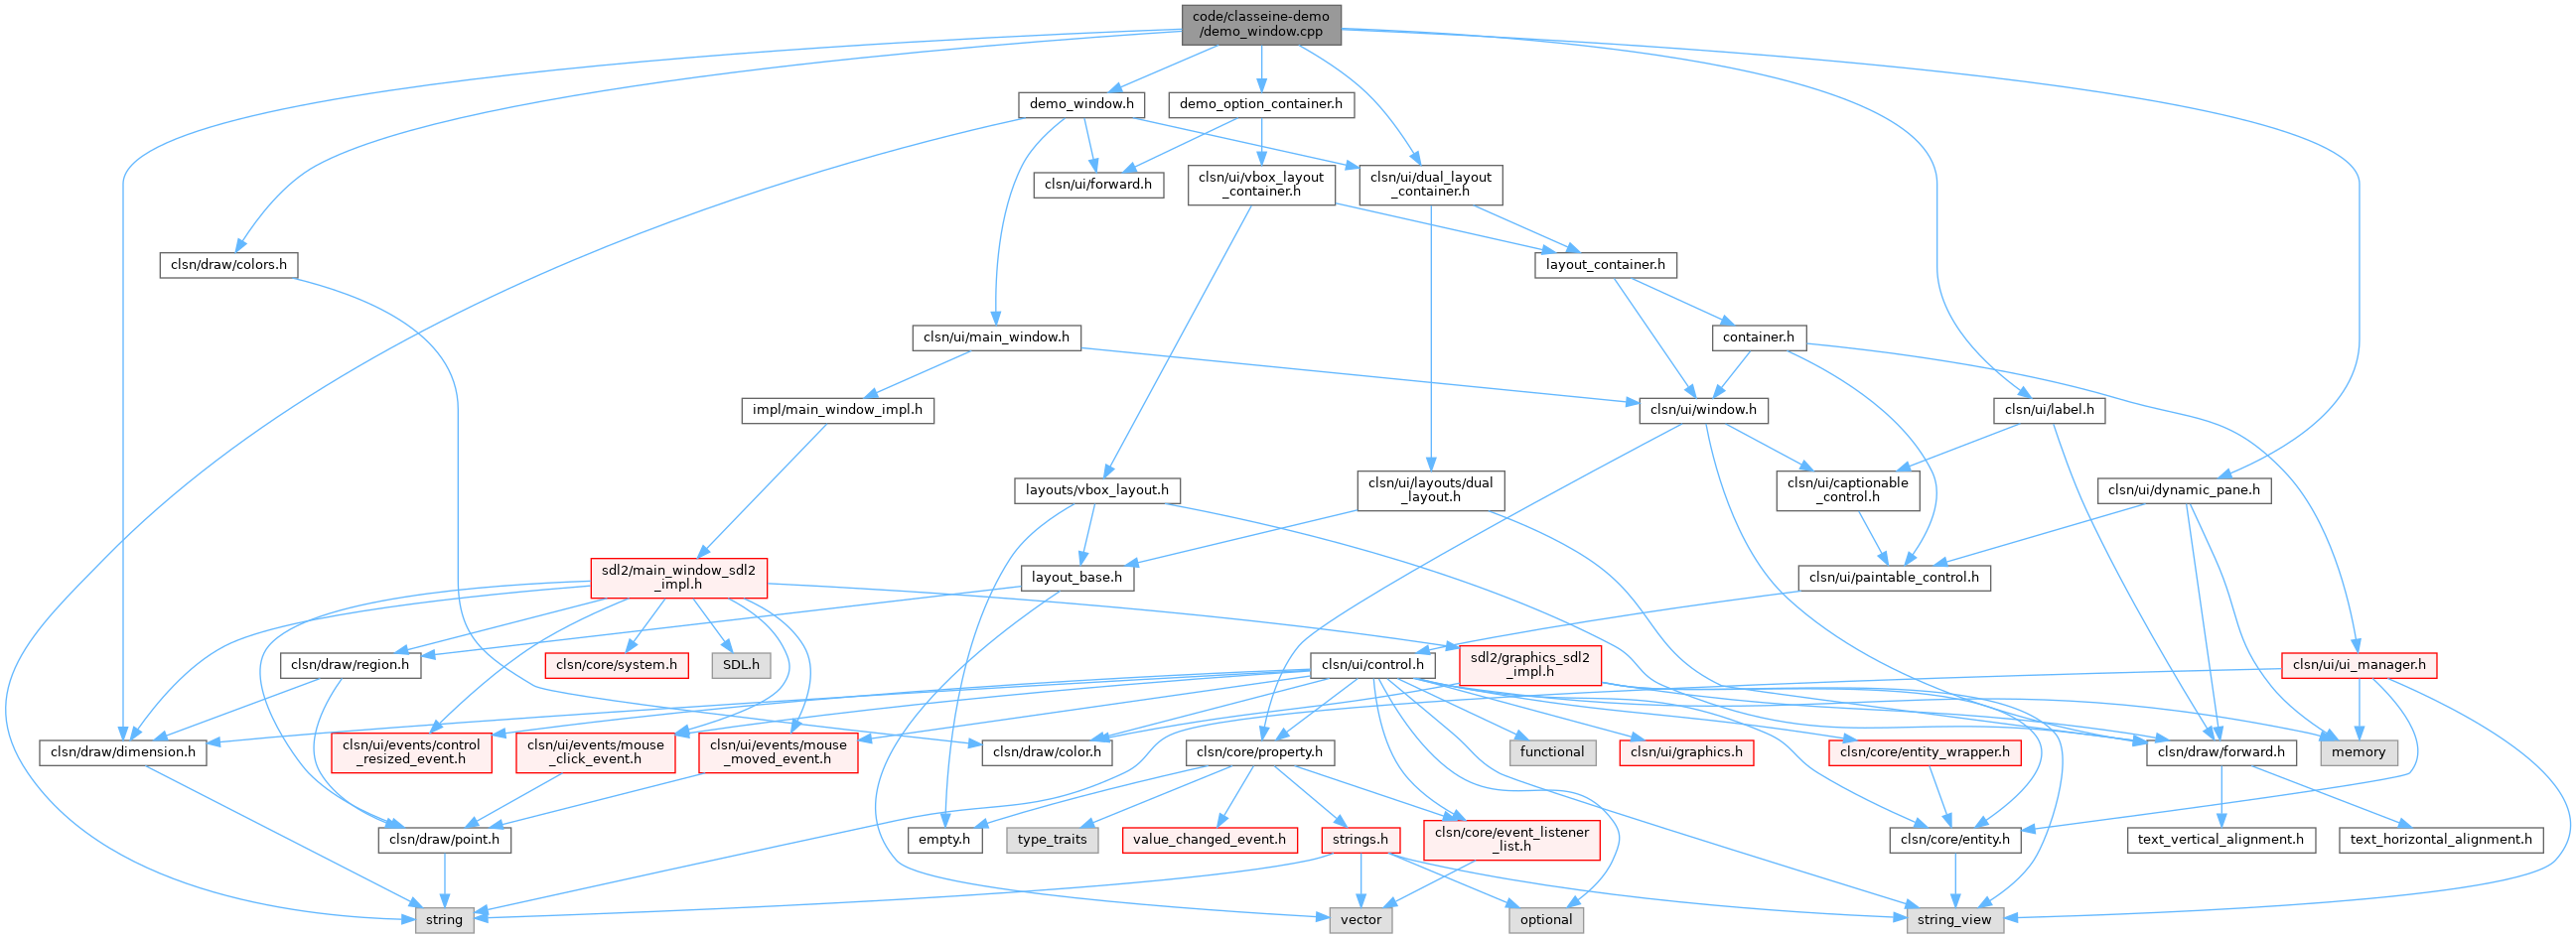 code/classeine-demo
/demo_window.cpp
demo_window.h
demo_option_container.h
clsn/ui/forward.h
clsn/ui/vbox_layout
_container.h
clsn/ui/dual_layout
_container.h
clsn/draw/colors.h
layout_container.h
clsn/ui/main_window.h
container.h
impl/main_window_impl.h
clsn/ui/window.h
clsn/ui/label.h
layouts/vbox_layout.h
clsn/ui/layouts/dual
_layout.h
clsn/ui/captionable
_control.h
clsn/ui/dynamic_pane.h
sdl2/main_window_sdl2
_impl.h
layout_base.h
clsn/ui/paintable_control.h
clsn/draw/region.h
clsn/core/system.h
SDL.h
clsn/ui/control.h
sdl2/graphics_sdl2
_impl.h
clsn/ui/ui_manager.h
clsn/draw/dimension.h
clsn/ui/events/control
_resized_event.h
clsn/ui/events/mouse
_click_event.h
clsn/ui/events/mouse
_moved_event.h
clsn/draw/color.h
clsn/core/property.h
functional
clsn/ui/graphics.h
clsn/core/entity_wrapper.h
clsn/draw/forward.h
memory
clsn/draw/point.h
empty.h
type_traits
value_changed_event.h
strings.h
clsn/core/event_listener
_list.h
clsn/core/entity.h
text_vertical_alignment.h
text_horizontal_alignment.h
string
vector
optional
string_view